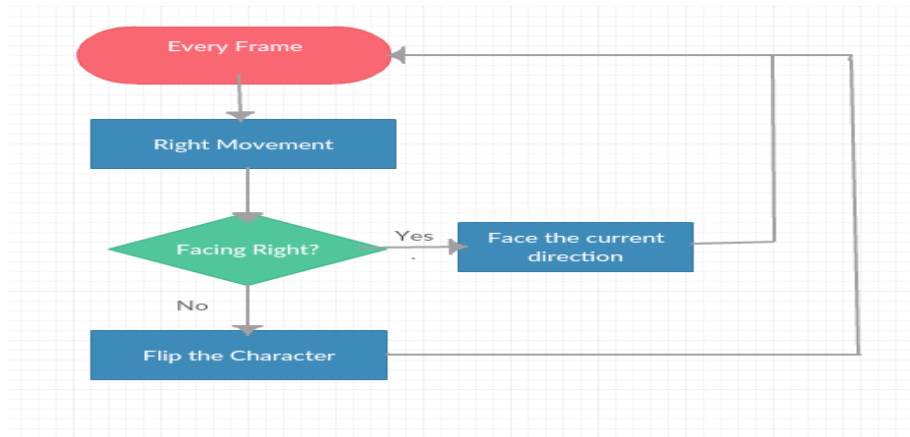 Every Frame
Right Movement
Facing Right?
Yes
.
Face the current
direction
No
Flip the Character